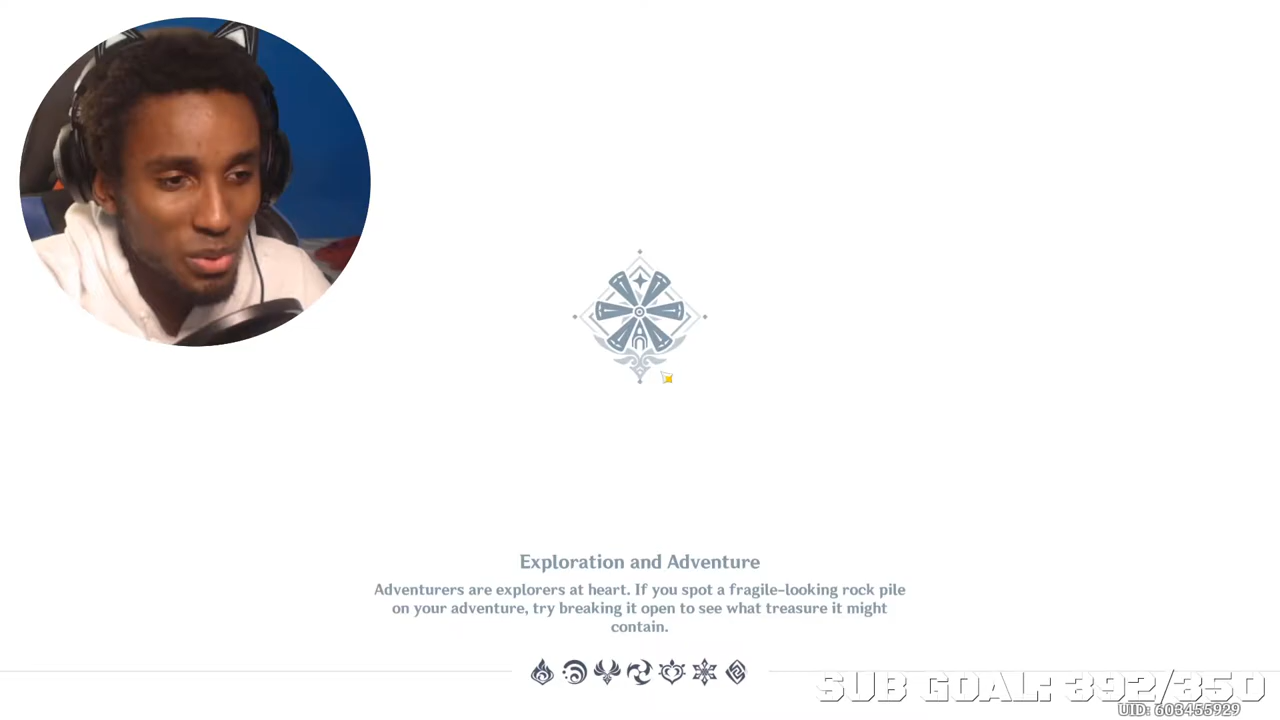 Exploration and Adventure
Adventurers are explorers at heart. If you spot a fragile-looking rock pile
on your adventure, try breaking it open to see what treasure it might
contain.
SUB GOAL: 392/350
UID: 603455929